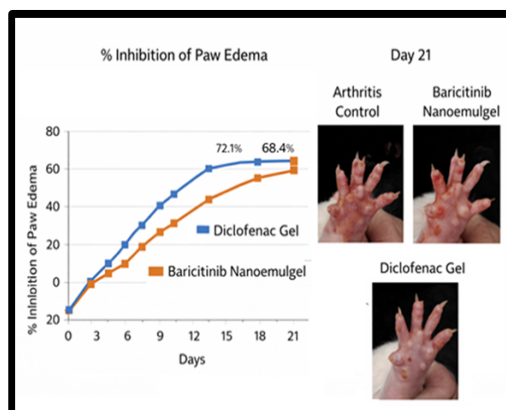 % Inhibition of Paw Edema
80
60
40
20
0
20
% Inlnloition of Paw Edema
72.1%
68.4%
Diclofenac Gel
Baricitinib Nanoemulgel
0
3
6
9
12
15
18
21
Days
Day 21
Arthritis
Control
Baricitinib
Nanoemulgel
Diclofenac Gel